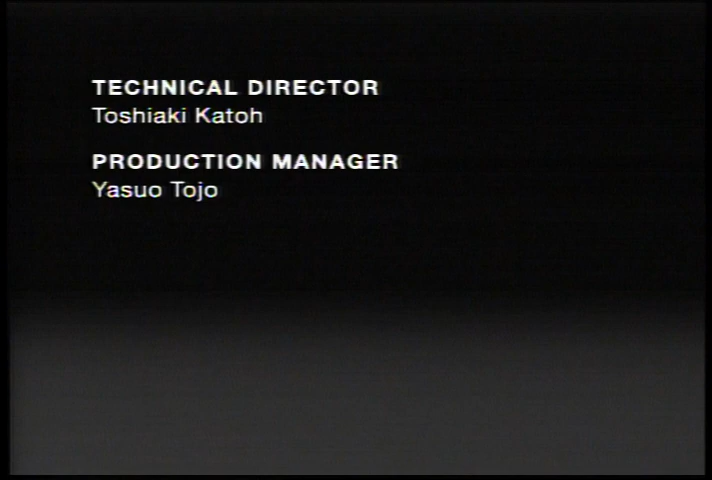 TECHNICAL DIRECTOR
Toshiaki Katoh
PRODUCTION MANAGER
Yasuo Tojo